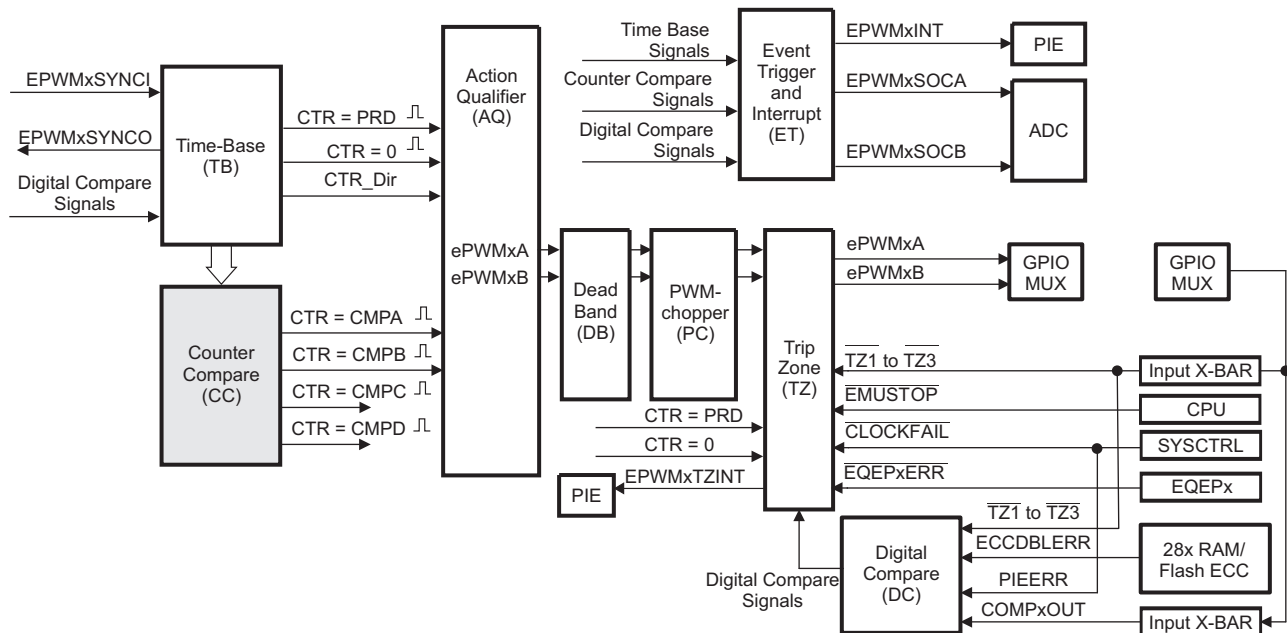 EPWMxSYNCI
EPWMxSYNCO
Digital Compare
Signals
Time-Base
(TB)
CTR = PRD
CTR = 0
CTR_Dir
Counter
Compare
(CC)
CTR = CMPA
CTR = CMPB
CTR = CMPC
CTR = CMPD
Action
Qualifier
(AQ)
ePWMxA
ePWMxB
Time Base
Signals
Counter Compare
Signals
Digital Compare
Signals
Event
Trigger
and
Interrupt
(ET)
EPWMxINT
EPWMxSOCA
EPWMxSOCB
PIE
ADC
Dead
Band
(DB)
PWM-
chopper
(PC)
Trip
Zone
(TZ)
ePWMxA
ePWMxB
GPIO
MUX
GPIO
MUX
TZ1 to TZ3
EMUSTOP
CLOCKFAIL
EQEPxERR
Input X-BAR
CPU
SYSCTRL
EQEPx
CTR = PRD
CTR = 0
EPWMxTZINT
PIE
Digital Compare
Signals
Digital
Compare
(DC)
TZ1 to TZ3
ECCDBLERR
PIEERR
COMPxOUT
28x RAM/
Flash ECC
Input X-BAR